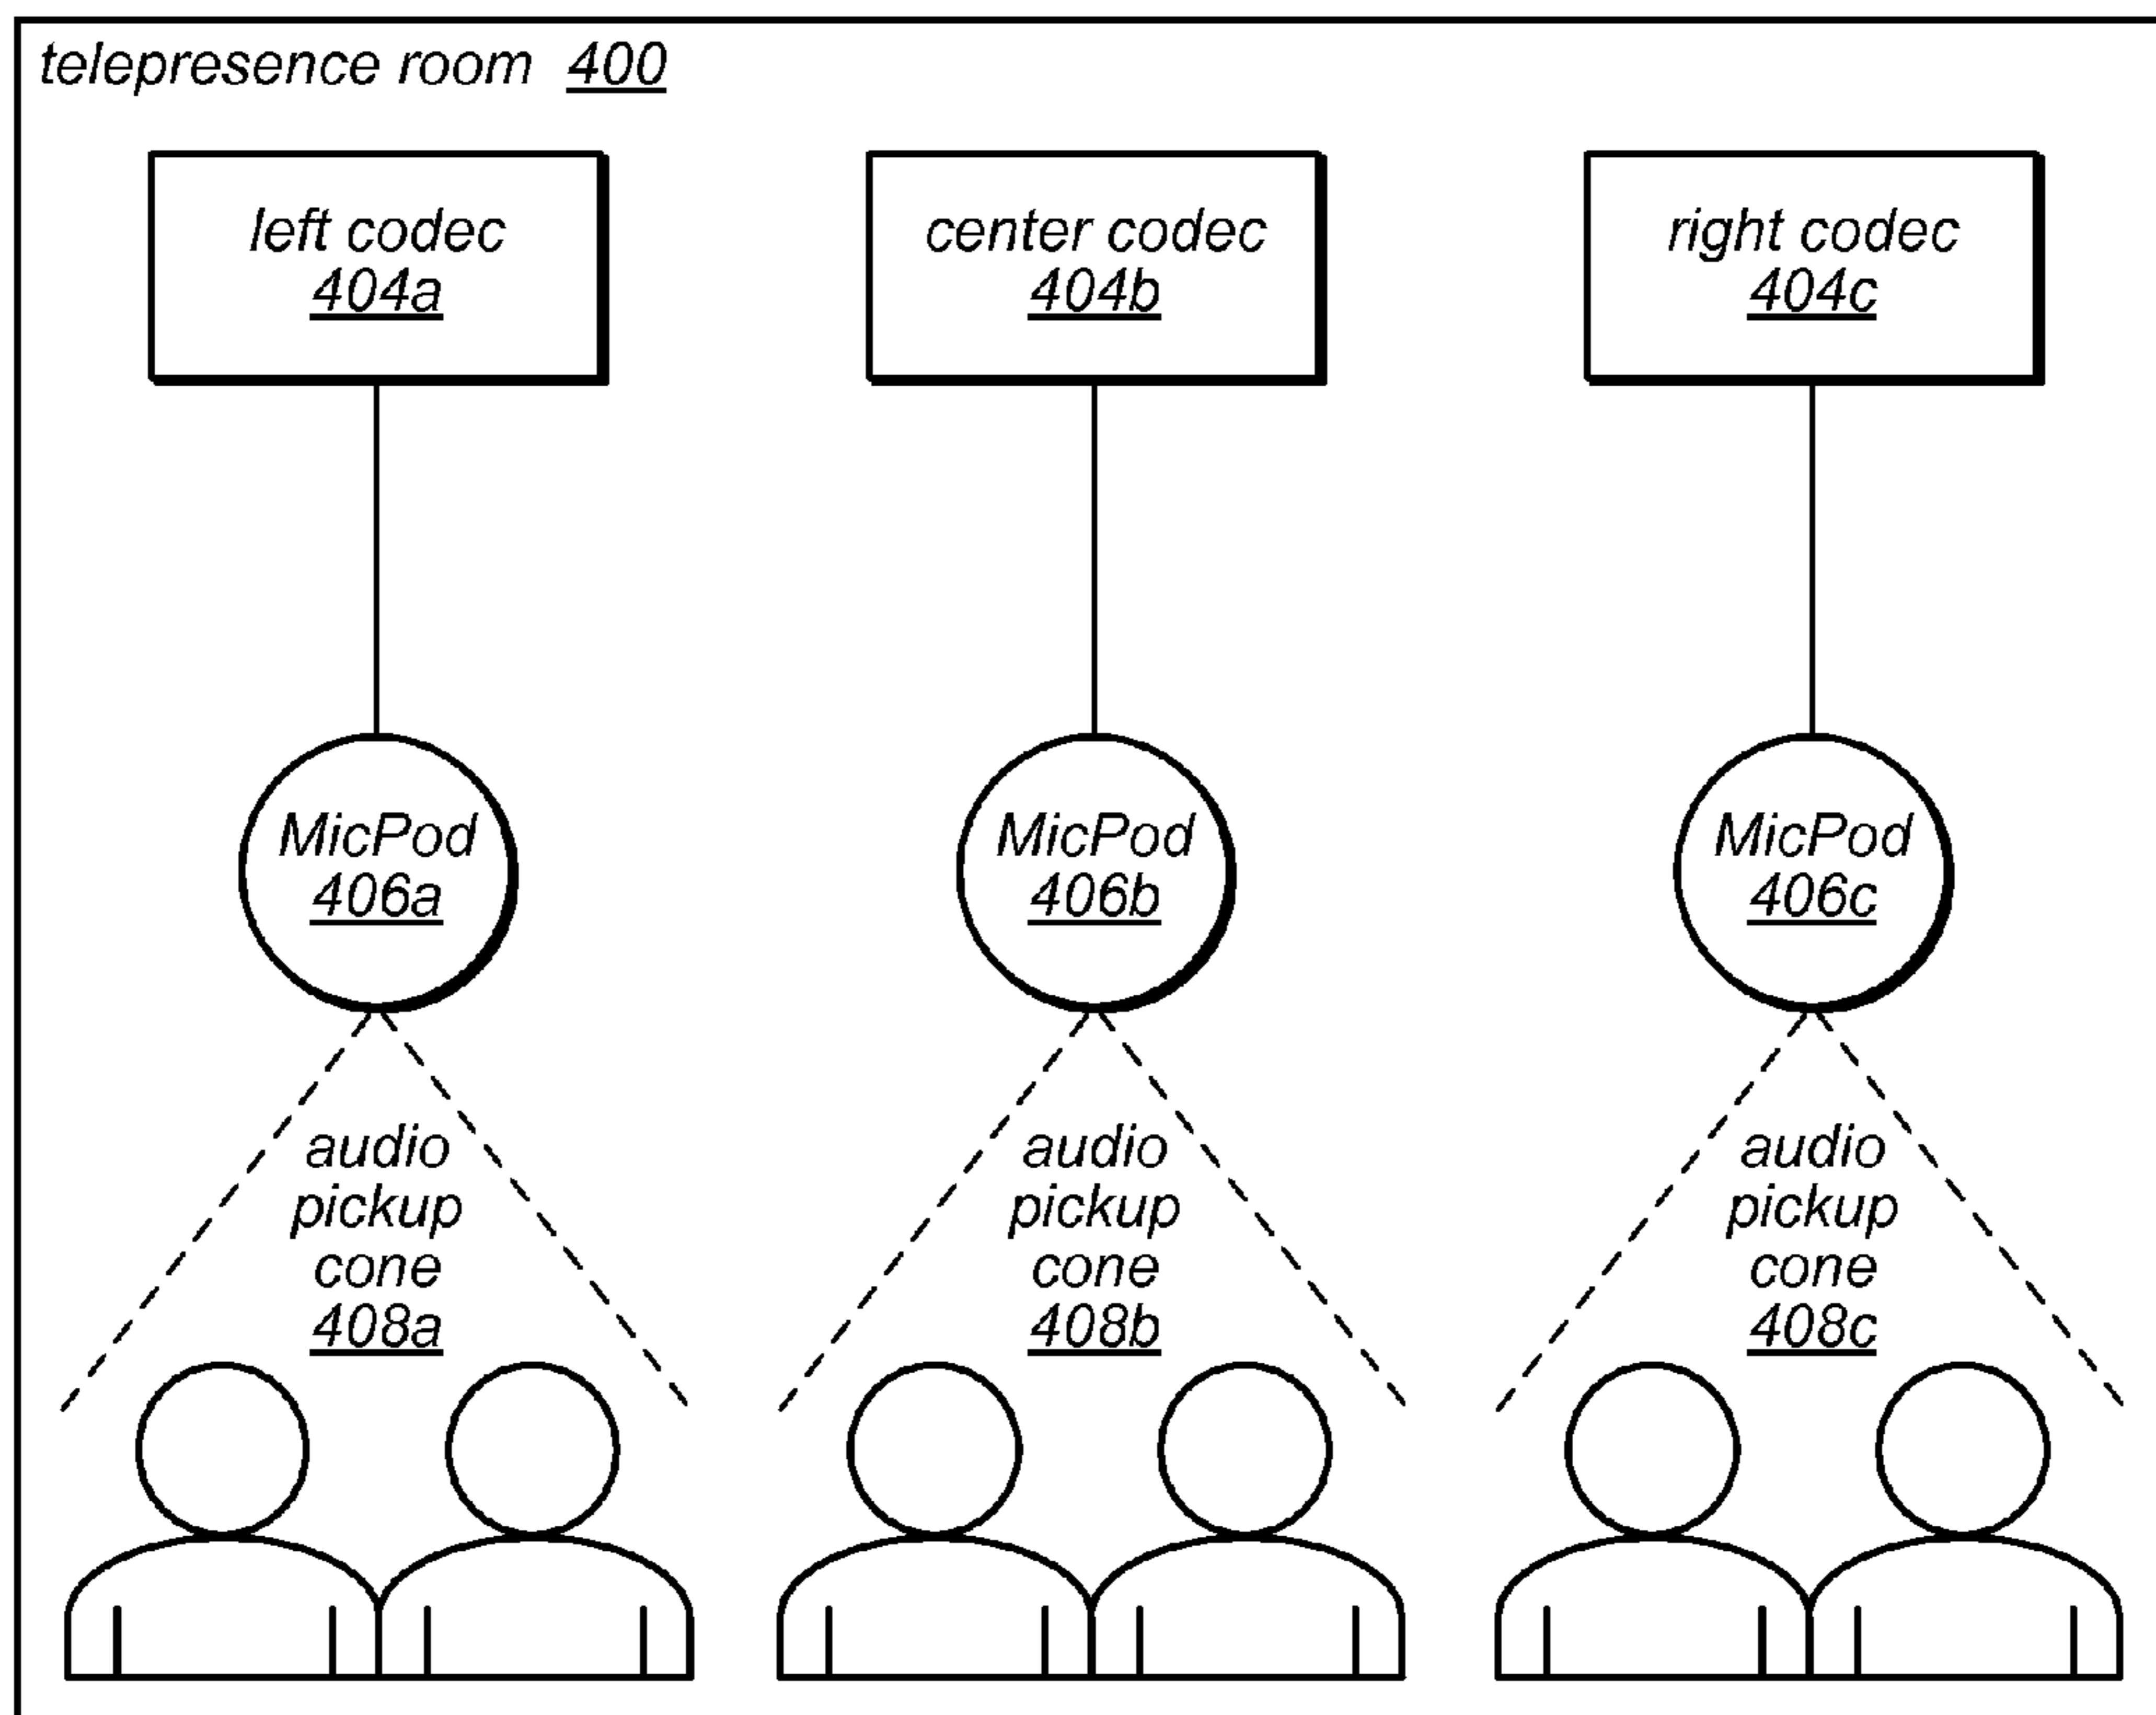 telepresence room 400
left codec
404a
center codec
404b
right codec
404c
MicPod
406a
MicPod
406b
MicPod
406c
audio
pickup
cone
408a
audio
pickup
cone
408b
audio
pickup
cone
408c